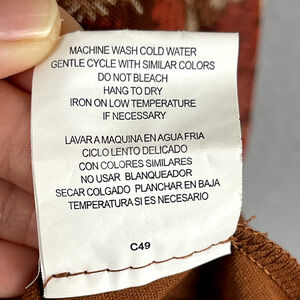 MACHINE WASH COLD WATER
GENTLE CYCLE WITH SIMILAR COLORS
DO NOT BLEACH
HANG TO DRY
IRON ON LOW TEMPERATURE
IF NECESSARY
LAVAR A MAQUINA EN AGUA FRIA
CICLO LENTO DELICADO
CON COLORES SIMILARES
NO USAR BLANQUEADOR
SECAR COLGADO PLANCHAR EN BAJA
TEMPERATURA SI ES NECESARIO
C49